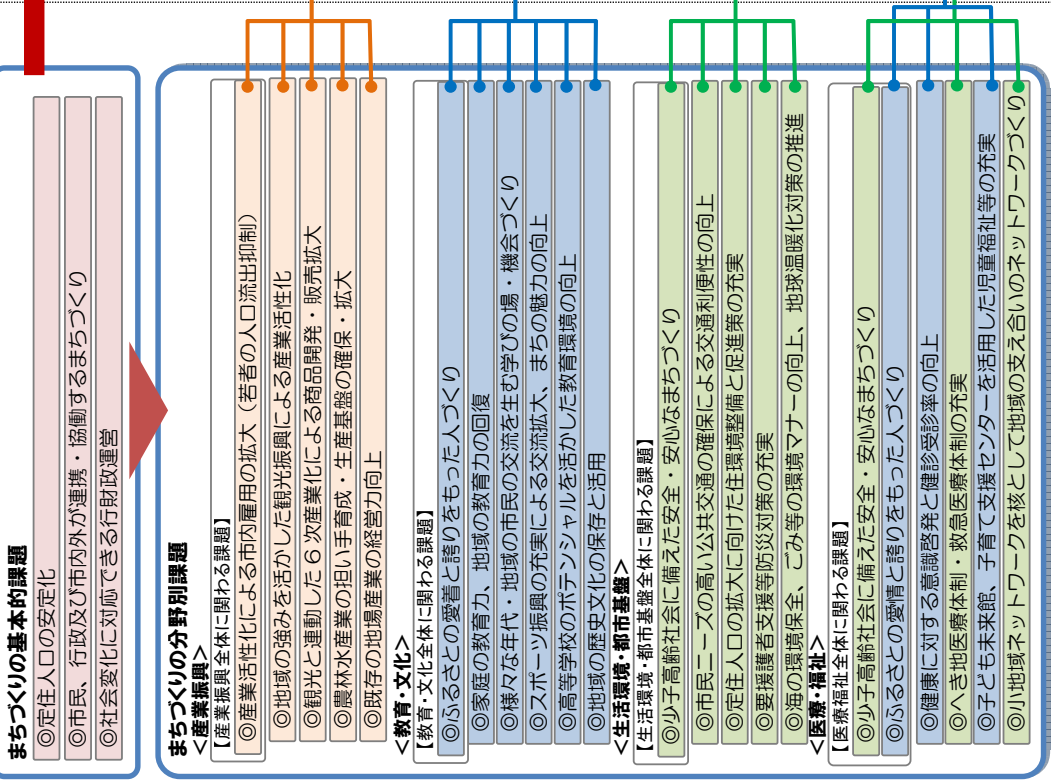 まちづくりの基本的課題
◎定住人口の安定化
◎市民、行政及び市内外が連携・協働するまちづくり
◎社会変化に対応できる行財政運営
まちづくりの分野別課題
<産業振興>
【産業振興全体に関わる課題】
◎産業活性化による市内雇用の拡大（若者の人口流出抑制）
◎地域の強みを活かした観光振興による産業活性化
◎観光と連動した６次産業化による商品開発・販売拡大
◎農林水産業の担い手育成・生産基盤の確保・拡大
◎既存の地場産業の経営力向上
<教育・文化>
【教育・文化全体に関わる課題】
◎ふるさとの愛着と誇りをもった人づくり
◎家庭の教育力、地域の教育力の回復
◎様々な年代・地域の市民の交流を生む学びの場・機会づくり
◎スポーツ振興の充実による交流拡大、まちの魅力の向上
◎高等学校のポテンシャルを活かした教育環境の向上
◎地域の歴史文化の保存と活用
<生活環境・都市基盤>
【生活環境・都市基盤全体に関わる課題】
◎少子高齢社会に備えた安全・安心なまちづくり
◎市民ニーズの高い公共交通の確保による交通利便性の向上
◎定住人口の拡大に向けた住環境整備と促進策の充実
◎要援護者支援等防災対策の充実
◎海の環境保全、ごみ等の環境マナーの向上、地球温暖化対策の推進
<医療・福祉>
【医療福祉全体に関わる課題】
◎少子高齢社会に備えた安全・安心なまちづくり
◎ふるさとの愛情と誇りをもった人づくり
◎健康に対する意識啓発と健診受診率の向上
◎へき地医療体制・救急医療体制の充実
◎子ども未来館、子育て支援センターを活用した児童福祉等の充実
◎小地域ネットワークを核として地域の支え合いのネットワークづくり